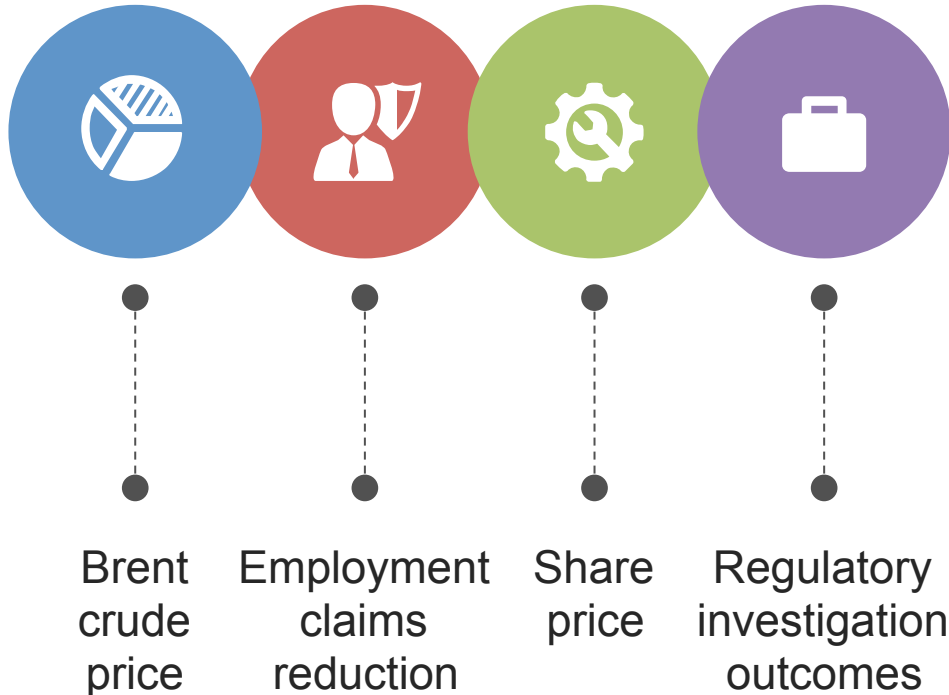 Brent
crude
price
Employment
claims
reduction
Share
price
Regulatory
investigation
outcomes